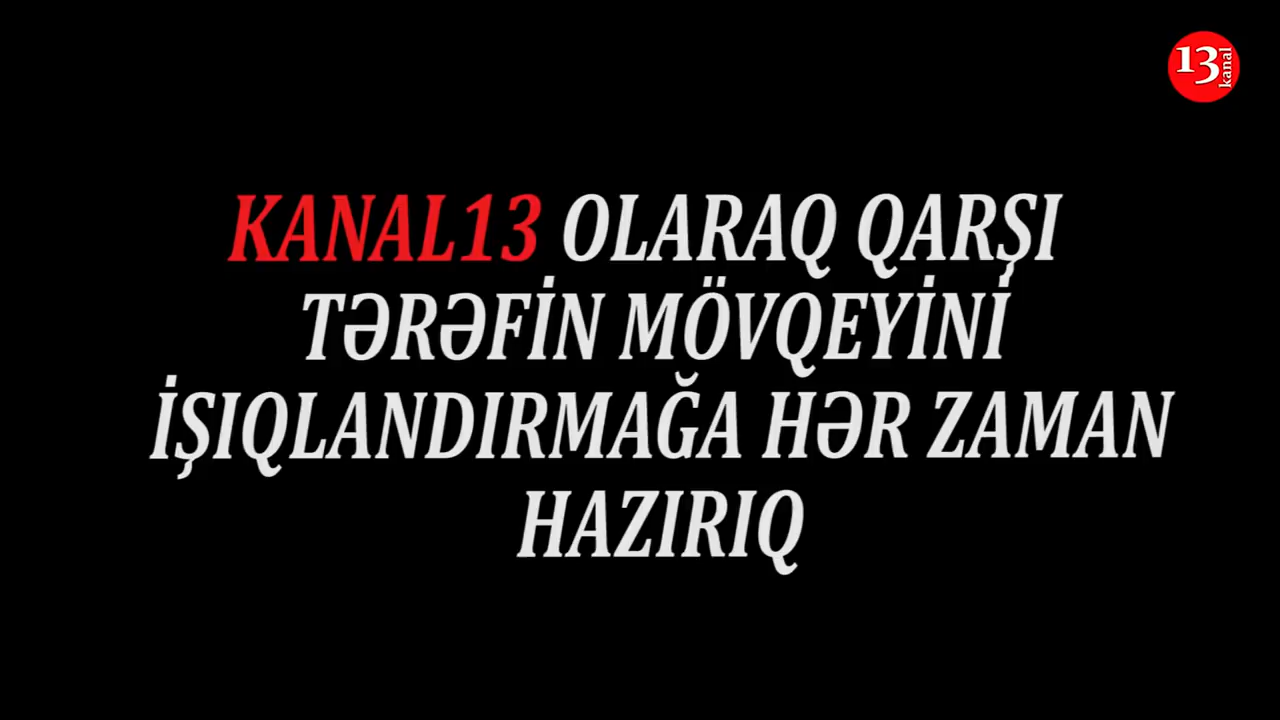 13 kanal
KANAL13 OLARAQ QARŞI
TƏRƏFİN MÖVQEYİNİ
İŞIQLANDIRMAĞA HƏR ZAMAN
HAZIRIQ